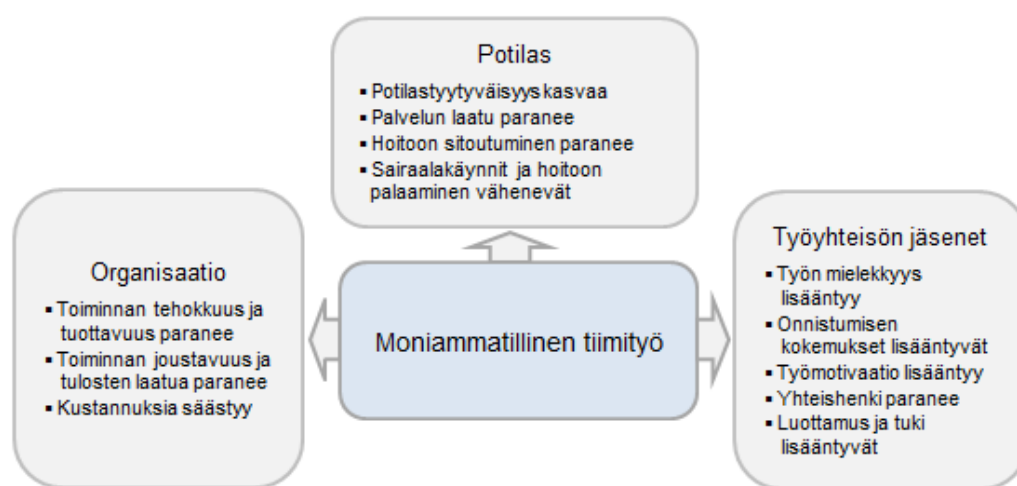 Potilas
▪ Potilastyytyväisyys kasvaa
▪ Palvelun laatu paranee
▪ Hoitoon sitoutuminen paranee
▪ Sairaalakäynnit ja hoitoon
palaaminen vähenevät
Organisaatio
▪ Toiminnan tehokkuus ja
tuottavuus paranee
▪ Toiminnan joustavuus ja
tulosten laatua paranee
▪ Kustannuksia säästyy
Moniammatillinen tiimityö
Työyhteisön jäsenet
▪ Työn mielekkyys
lisääntyy
▪ Onnistumisen
kokemukset lisääntyvät
▪ Työmotivaatio lisääntyy
▪ Yhteishenki paranee
▪ Luottamus ja tuki
lisääntyvät